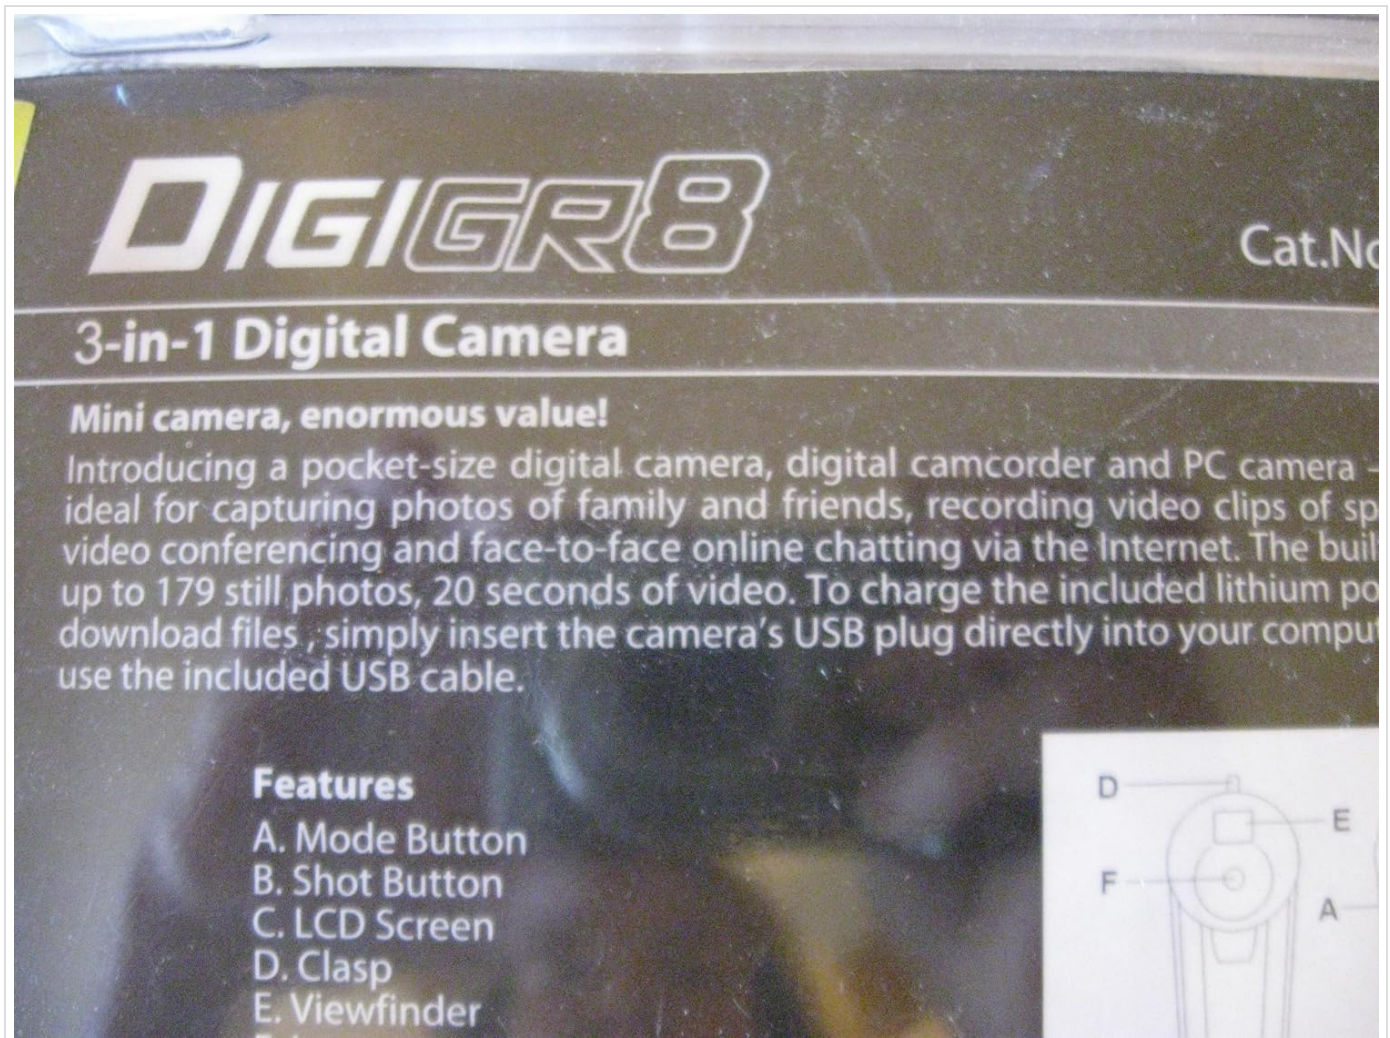 DIGIGR8
Cat.No
3-in-1 Digital Camera
Mini camera, enormous value!
Introducing a pocket-size digital camera, digital camcorder and PC camera -
ideal for capturing photos of family and friends, recording video clips of sp
video conferencing and face-to-face online chatting via the Internet. The buil
up to 179 still photos, 20 seconds of video. To charge the included lithium po
download files , simply insert the camera's USB plug directly into your comput
use the included USB cable.
Features
A. Mode Button
B. Shot Button
C. LCD Screen
D. Clasp
E. Viewfinder
D
E
F
A